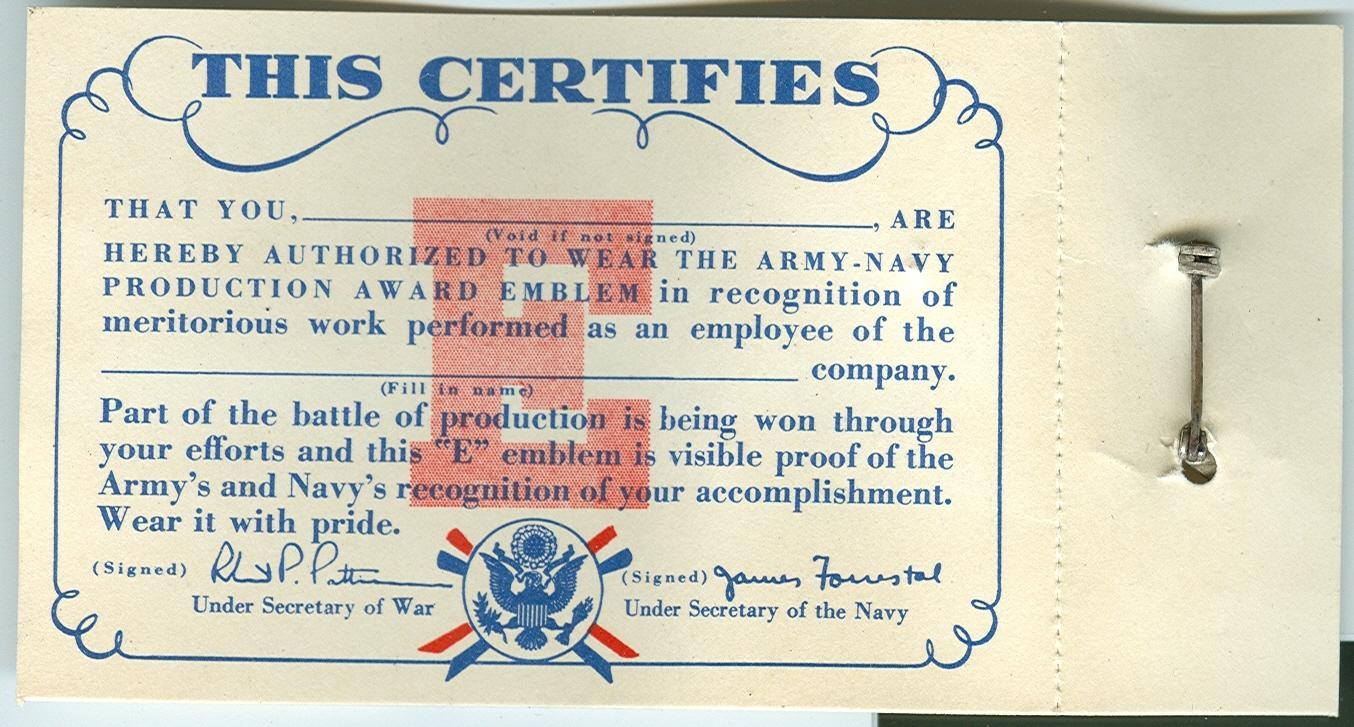 THIS CERTIFIES
THAT YOU, , ARE
(Void if not signed)
HEREBY AUTHORIZED TO WEAR THE ARMY-NAVY
PRODUCTION AWARD EMBLEM in recognition of
meritorious work performed as an employee of the
company.
(Fill in name)
Part of the battle of production is being won through
your efforts and this “E” emblem is visible proof of the
Army’s and Navy’s recognition of your accomplishment.
Wear it with pride.
E
(Signed) Robert P. Patterson (Signed) James Forrestal
Under Secretary of War Under Secretary of the Navy